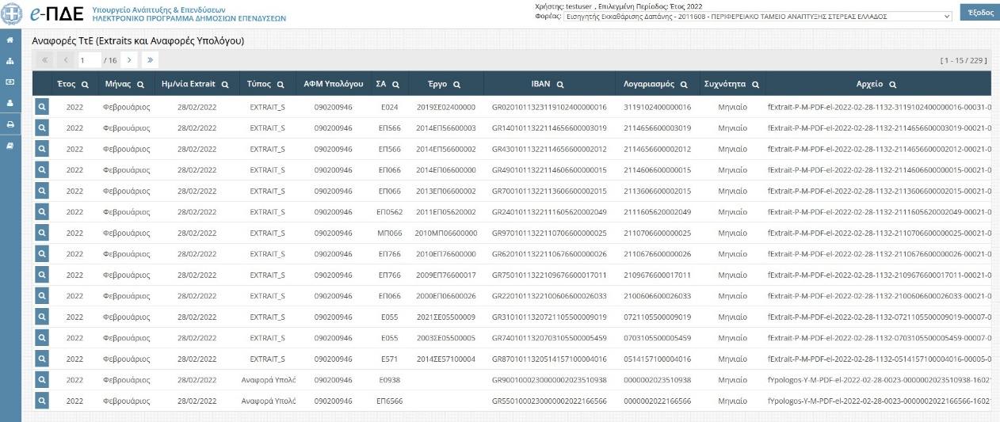 e-ΠΔΕ Υπουργείο Ανάπτυξης & Επενδύσεων
ΗΛΕΚΤΡΟΝΙΚΟ ΠΡΟΓΡΑΜΜΑ ΔΗΜΟΣΙΩΝ ΕΠΕΝΔΥΣΕΩΝ
Χρήστης: testuser , Επιλεγμένη Περίοδος: Έτος 2022
Φορέας: Εισηγητής Εκκαθάρισης Δαπάνης - 2011608 - ΠΕΡΙΦΕΡΕΙΑΚΟ ΤΑΜΕΙΟ ΑΝΑΠΤΥΞΗΣ ΣΤΕΡΕΑΣ ΕΛΛΑΔΟΣ
Έξοδος
Αναφορές ΤτΕ (Extraits και Αναφορές Υπολόγου)
1 / 16 [ 1 - 15 / 229 ]
Έτος Μήνας Ημ/νία Extrait Τύπος ΑΦΜ Υπολόγου ΣΑ Έργο IBAN Λογαριασμός Συχνότητα Αρχείο
2022 Φεβρουάριος 28/02/2022 EXTRAIT_S 090200946 Ε024 2019ΣΕ02400000 GR0201011323119102400000016 3119102400000016 Μηνιαίο fExtrait-P-M-PDF-el-2022-02-28-1132-3119102400000016-00031-0
2022 Φεβρουάριος 28/02/2022 EXTRAIT_S 090200946 ΕΠ566 2014ΕΠ56600003 GR1401011322114656600003019 2114656600003019 Μηνιαίο fExtrait-P-M-PDF-el-2022-02-28-1132-2114656600003019-00021-0
2022 Φεβρουάριος 28/02/2022 EXTRAIT_S 090200946 ΕΠ566 2014ΕΠ56600002 GR4301011322114656600002012 2114656600002012 Μηνιαίο fExtrait-P-M-PDF-el-2022-02-28-1132-2114656600002012-00021-0
2022 Φεβρουάριος 28/02/2022 EXTRAIT_S 090200946 ΕΠ066 2014ΕΠ06600000 GR4901011322114606600000015 2114606600000015 Μηνιαίο fExtrait-P-M-PDF-el-2022-02-28-1132-2114606600000015-00021-0
2022 Φεβρουάριος 28/02/2022 EXTRAIT_S 090200946 ΕΠ066 2013ΕΠ06600002 GR7001011322113606600002015 2113606600002015 Μηνιαίο fExtrait-P-M-PDF-el-2022-02-28-1132-2113606600002015-00021-0
2022 Φεβρουάριος 28/02/2022 EXTRAIT_S 090200946 ΕΠ0562 2011ΕΠ05620002 GR2401011322111605620002049 2111605620002049 Μηνιαίο fExtrait-P-M-PDF-el-2022-02-28-1132-2111605620002049-00021-0
2022 Φεβρουάριος 28/02/2022 EXTRAIT_S 090200946 ΜΠ066 2010ΜΠ06600000 GR9701011322110706600000025 2110706600000025 Μηνιαίο fExtrait-P-M-PDF-el-2022-02-28-1132-2110706600000025-00021-0
2022 Φεβρουάριος 28/02/2022 EXTRAIT_S 090200946 ΕΠ766 2010ΕΠ76600000 GR6201011322110676600000026 2110676600000026 Μηνιαίο fExtrait-P-M-PDF-el-2022-02-28-1132-2110676600000026-00021-0
2022 Φεβρουάριος 28/02/2022 EXTRAIT_S 090200946 ΕΠ766 2009ΕΠ76600017 GR7501011322109676600017011 2109676600017011 Μηνιαίο fExtrait-P-M-PDF-el-2022-02-28-1132-2109676600017011-00021-0
2022 Φεβρουάριος 28/02/2022 EXTRAIT_S 090200946 ΕΠ066 2000ΕΠ06600026 GR2201011322100606600026033 2100606600026033 Μηνιαίο fExtrait-P-M-PDF-el-2022-02-28-1132-2100606600026033-00021-0
2022 Φεβρουάριος 28/02/2022 EXTRAIT_S 090200946 Ε055 2021ΣΕ05500009 GR3101011320721105500009019 0721105500009019 Μηνιαίο fExtrait-P-M-PDF-el-2022-02-28-1132-0721105500009019-00007-0
2022 Φεβρουάριος 28/02/2022 EXTRAIT_S 090200946 Ε055 2003ΣΕ05500005 GR7401011320703105500005459 0703105500005459 Μηνιαίο fExtrait-P-M-PDF-el-2022-02-28-1132-0703105500005459-00007-0
2022 Φεβρουάριος 28/02/2022 EXTRAIT_S 090200946 Ε571 2014ΣΕ57100004 GR8701011320514157100004016 0514157100004016 Μηνιαίο fExtrait-P-M-PDF-el-2022-02-28-1132-0514157100004016-00005-0
2022 Φεβρουάριος 28/02/2022 Αναφορά Υπολό 090200946 Ε0938 GR9001000230000002023510938 0000002023510938 Μηνιαίο fYpologos-Y-M-PDF-el-2022-02-28-0023-0000002023510938-1602
2022 Φεβρουάριος 28/02/2022 Αναφορά Υπολό 090200946 ΕΠ6566 GR5501000230000002022166566 0000002022166566 Μηνιαίο fYpologos-Y-M-PDF-el-2022-02-28-0023-0000002022166566-1602